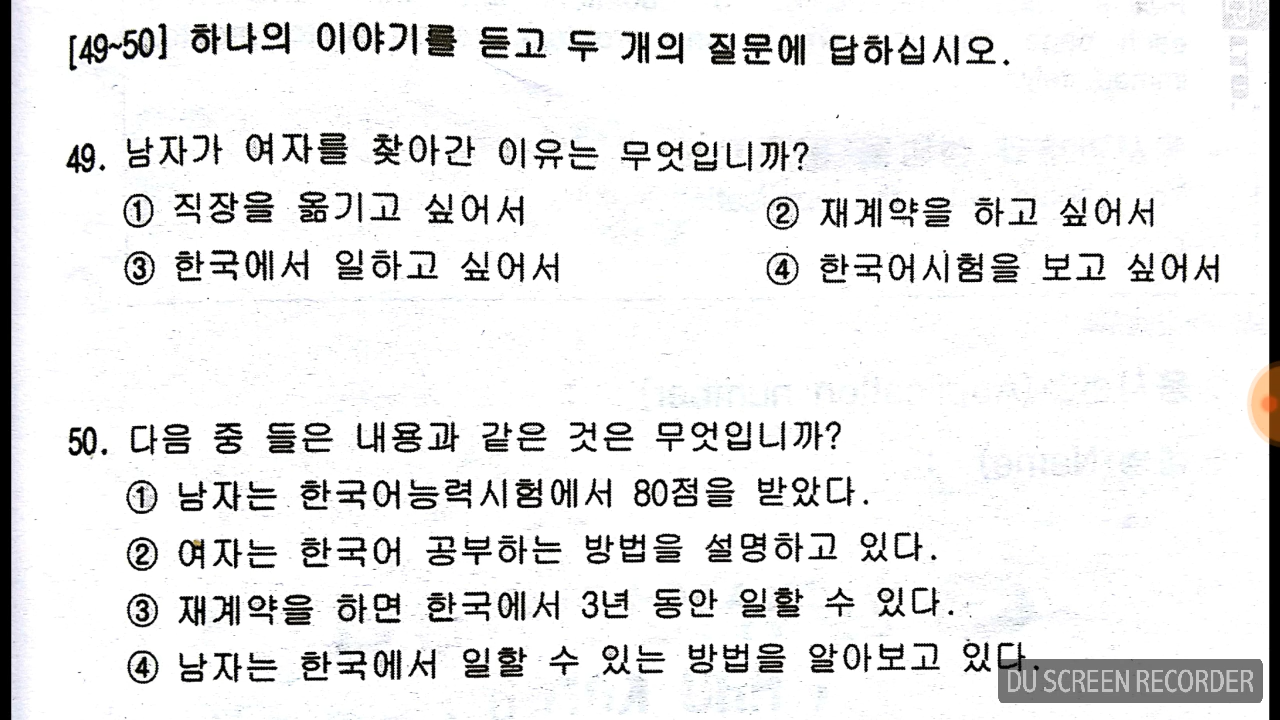 [49~50] 하나의 이야기를 듣고 두 개의 질문에 답하십시오.
49. 남자가 여자를 찾아간 이유는 무엇입니까?
① 직장을 옮기고 싶어서 ② 재계약을 하고 싶어서
③ 한국에서 일하고 싶어서 ④ 한국어시험을 보고 싶어서
50. 다음 중 들은 내용과 같은 것은 무엇입니까?
① 남자는 한국어능력시험에서 80점을 받았다.
② 여자는 한국어 공부하는 방법을 설명하고 있다.
③ 재계약을 하면 한국에서 3년 동안 일할 수 있다.
④ 남자는 한국에서 일할 수 있는 방법을 알아보고 있다.
DU SCREEN RECORDER